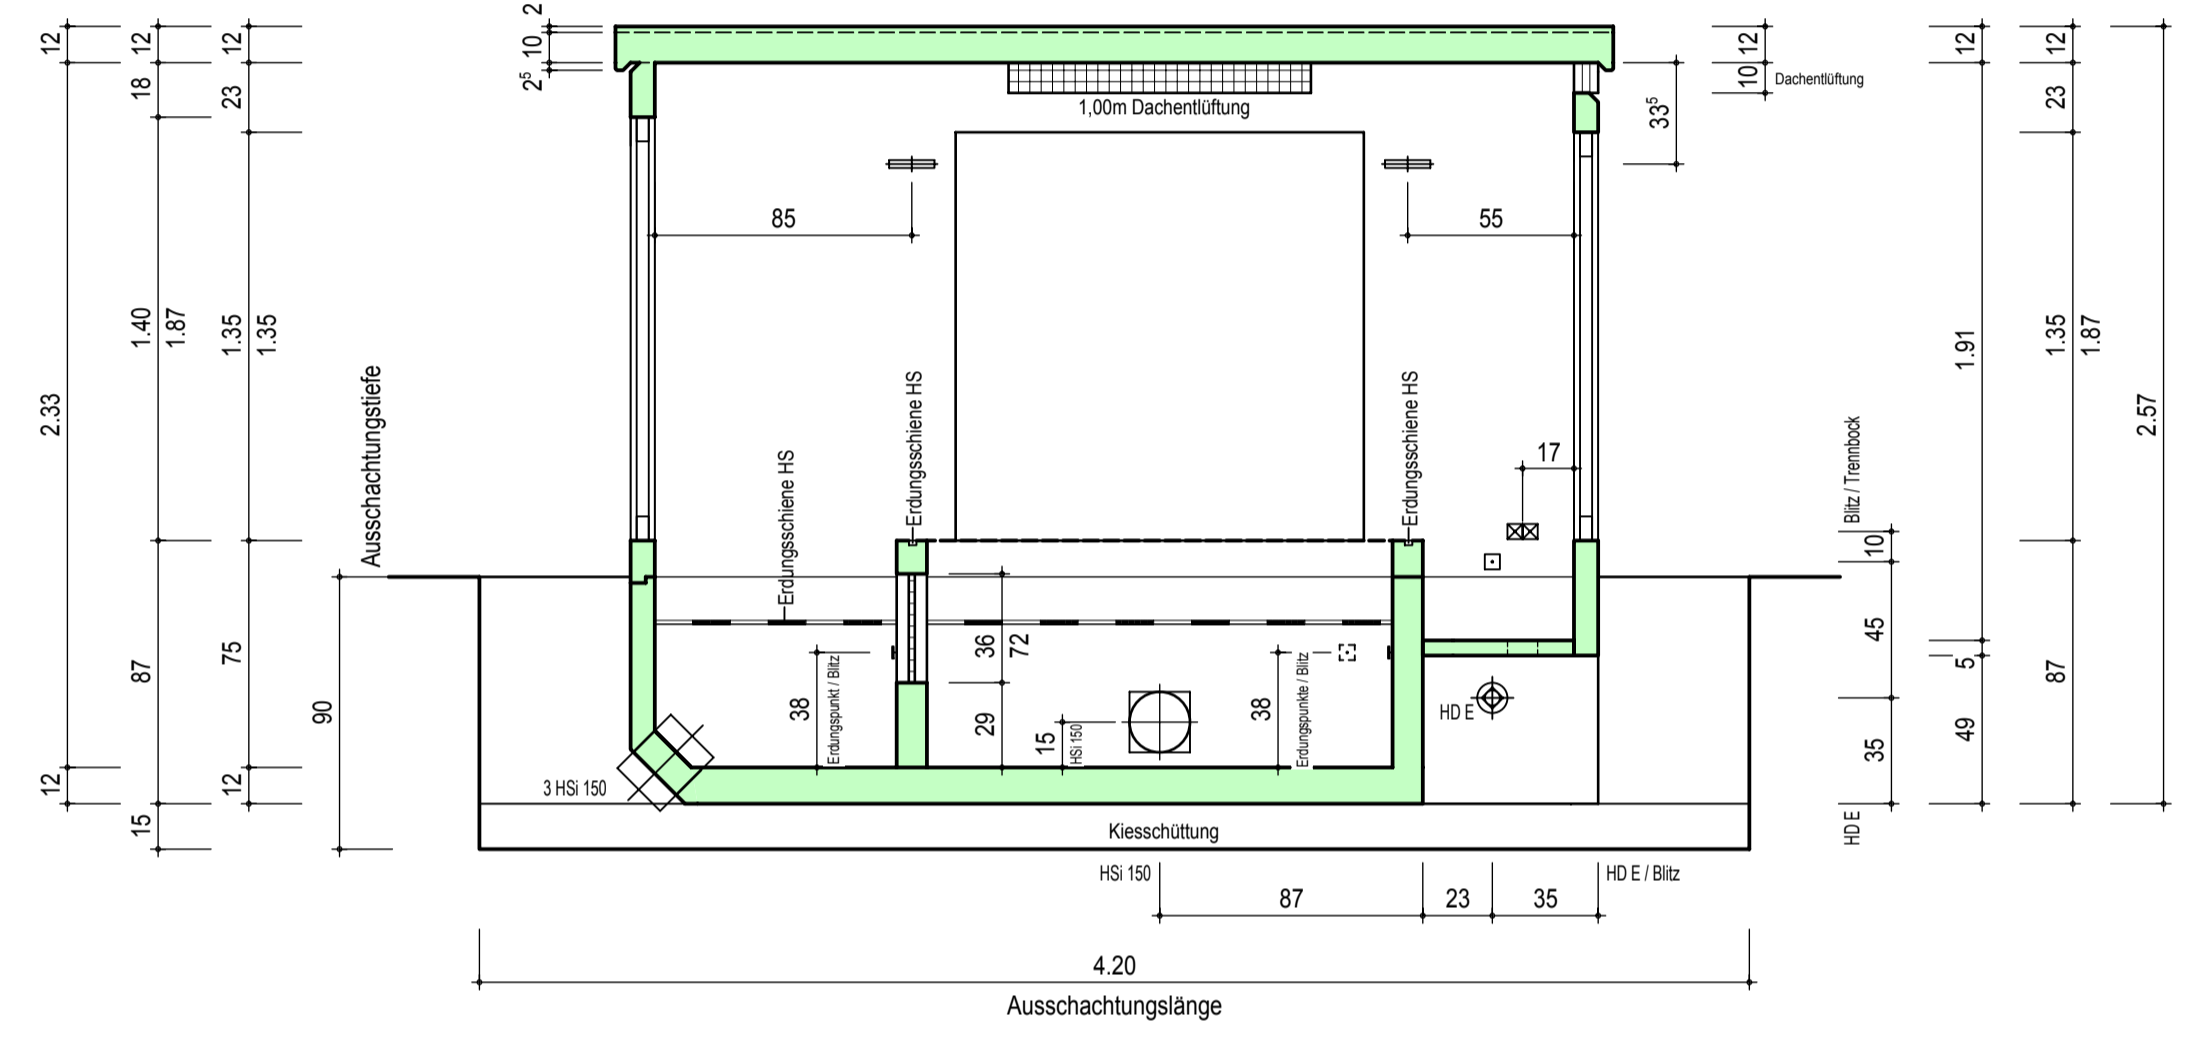 12
2.33
12
12
18
1.40
1.87
87
15
12
23
1.35
1.35
75
12
90
Ausschachtungstiefe
2
10
2⁵
1,00m Dachentlüftung
85
55
33⁵
12
10
Dachentlüftung
Erdungsschiene HS
Erdungsschiene HS
Erdungsschiene HS
17
38
Erdungspunkt / Blitz
36
72
29
15
HSi 150
38
Erdungspunkte / Blitz
HD E
3 HSi 150
Kiesschüttung
HSi 150
87
23
35
HD E / Blitz
4.20
Ausschachtungslänge
Blitz / Trennbock
10
45
35
HD E
12
1.91
5
49
12
23
1.35
1.87
87
2.57